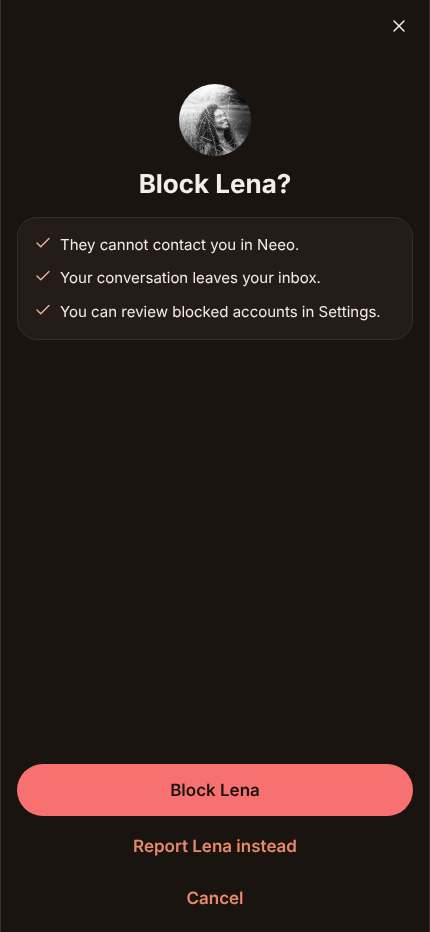 Block Lena?
They cannot contact you in Neeo.
Your conversation leaves your inbox.
You can review blocked accounts in Settings.
Block Lena
Report Lena instead
Cancel